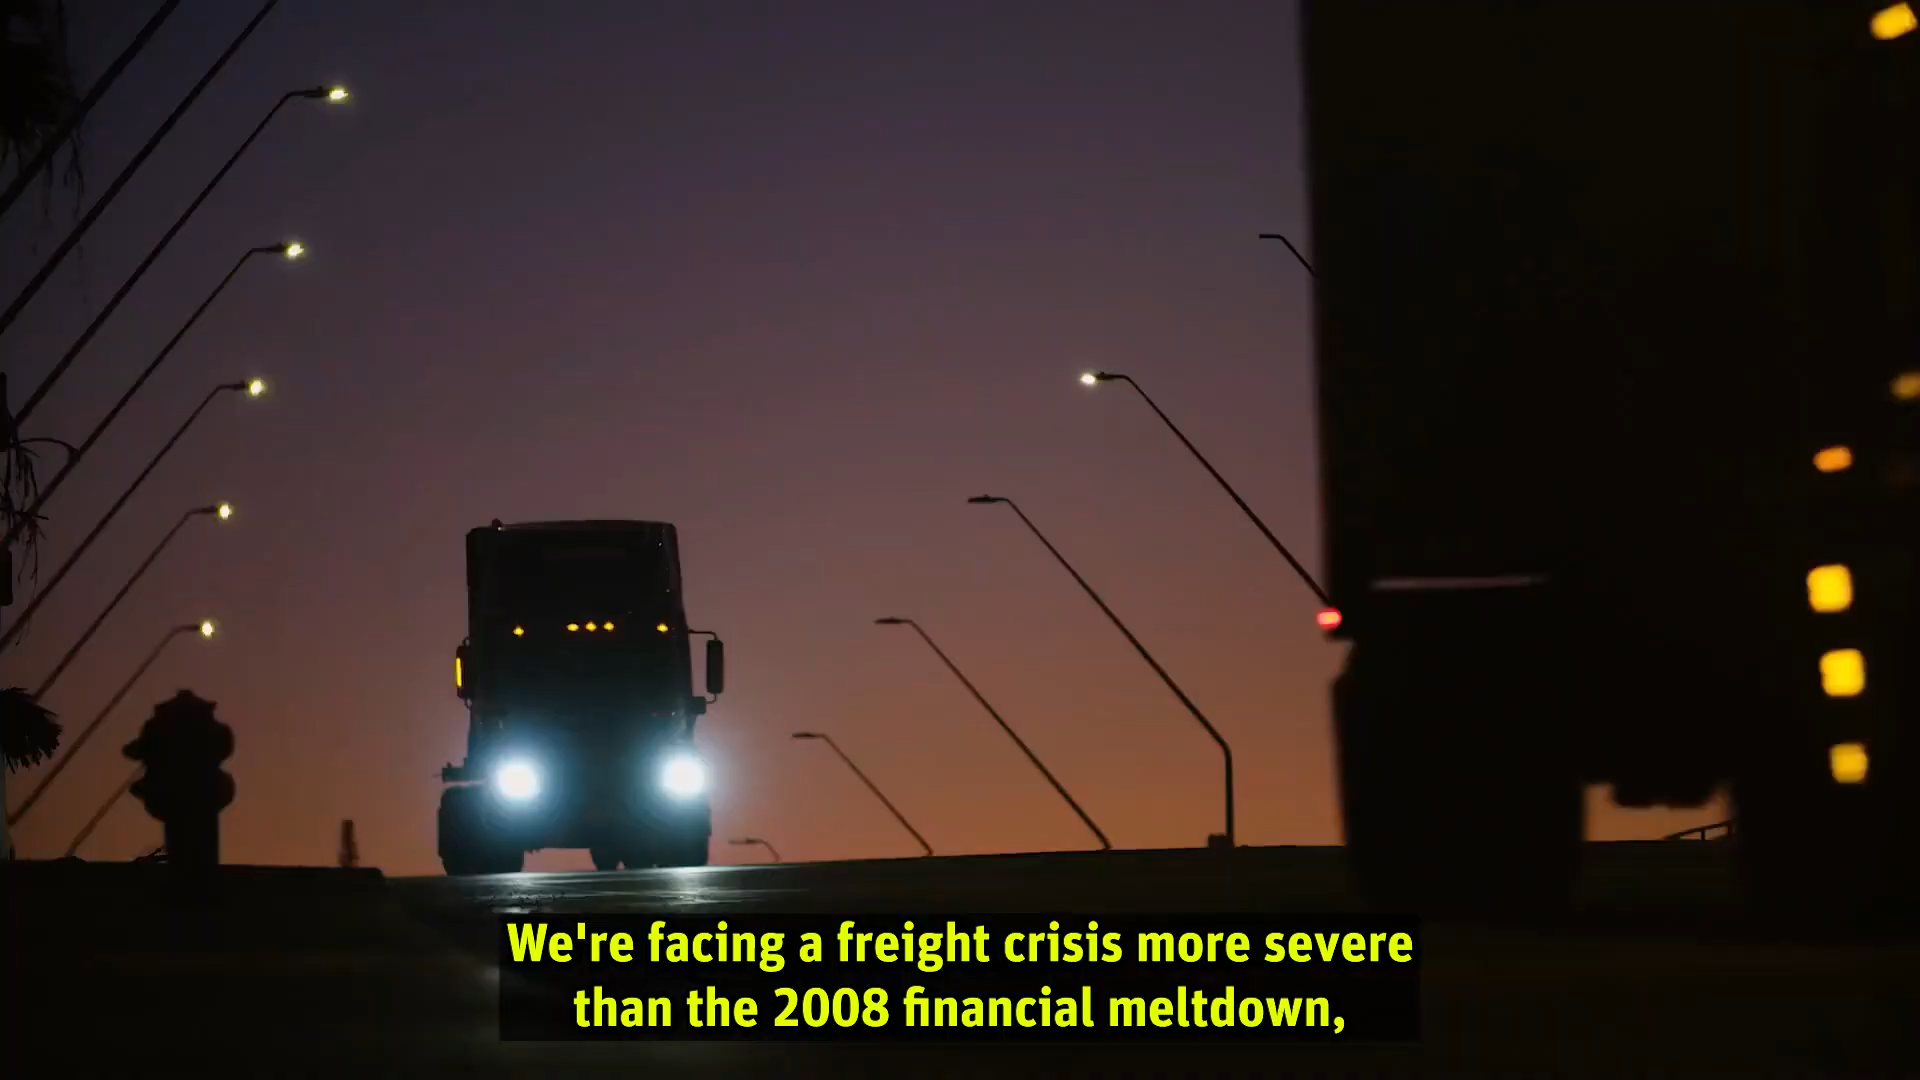 We're facing a freight crisis more severe
than the 2008 financial meltdown,